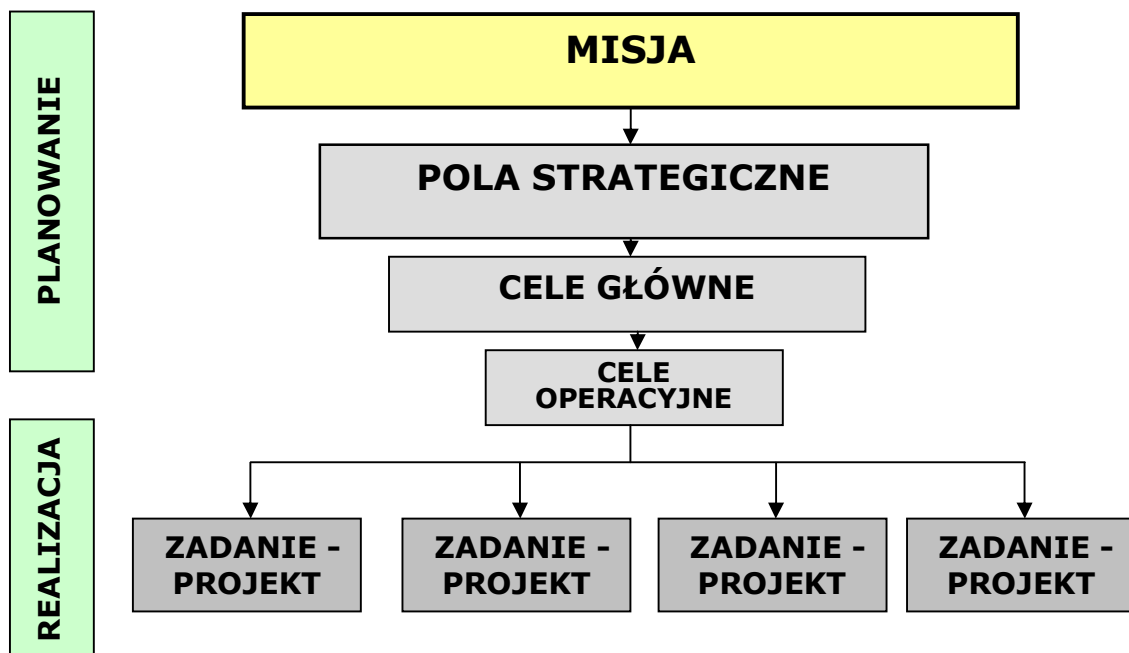 PLANOWANIE
MISJA
POLA STRATEGICZNE
CELE GŁÓWNE
CELE
OPERACYJNE
REALIZACJA
ZADANIE -
PROJEKT
ZADANIE -
PROJEKT
ZADANIE -
PROJEKT
ZADANIE -
PROJEKT